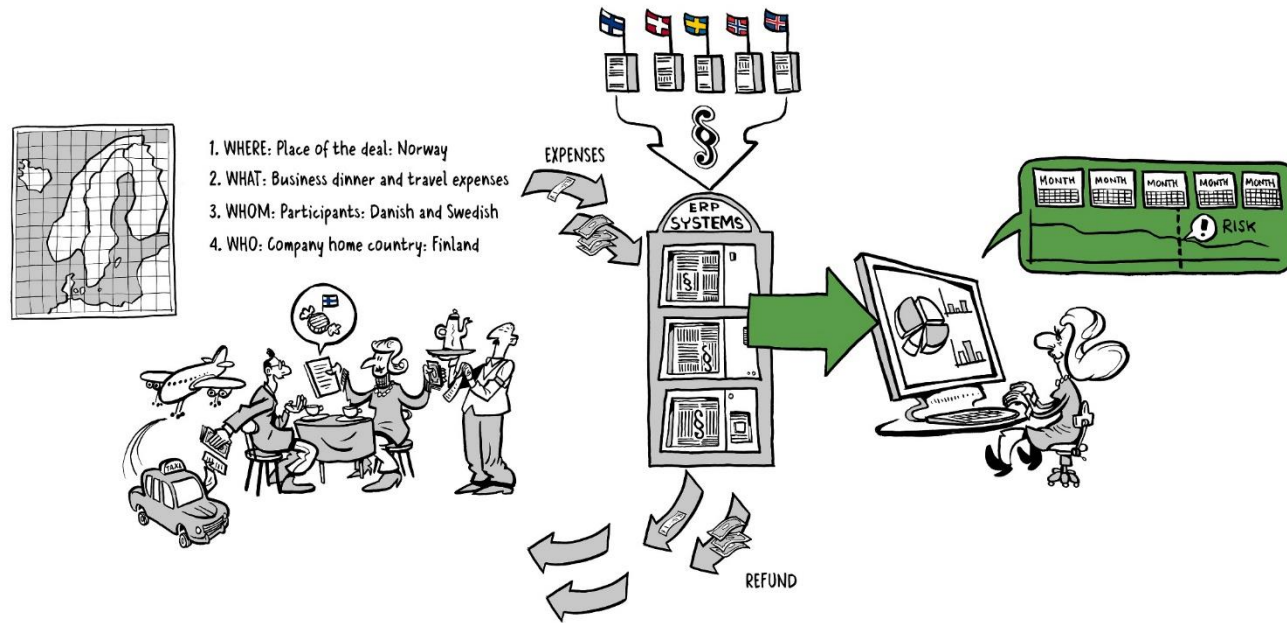 1. WHERE: Place of the deal: Norway
2. WHAT: Business dinner and travel expenses
3. WHOM: Participants: Danish and Swedish
4. WHO: Company home country: Finland
EXPENSES
§
ERP
SYSTEMS
§
§
§
MONTH
MONTH
MONTH
MONTH
MONTH
! RISK
TAXI
REFUND